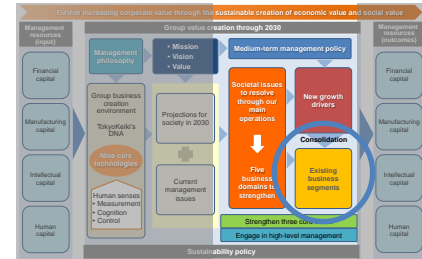 Former increasing corporate value through the sustainable creation of economic value and social value
Management
resources
(input)
Financial
capital
Manufacturing
capital
Intellectual
capital
Human
capital
Group value creation through 2030
Management
philosophy
• Mission
• Vision
• Value
Group business
creation
environment
TokyoKeiki's
DNA
Nine core
technologies
Human senses
• Measurement
• Cognition
• Control
Projections for
society in 2030
Current
management
issues
Medium-term management policy
Societal issues
to resolve
through our
main
operations
Five
business
domains to
strengthen
New growth
drivers
Consolidation
Existing
business
segments
Strengthen three core
Engage in high-level management
Sustainability policy
Management
resources
(outcomes)
Financial
capital
Manufacturing
capital
Intellectual
capital
Human
capital